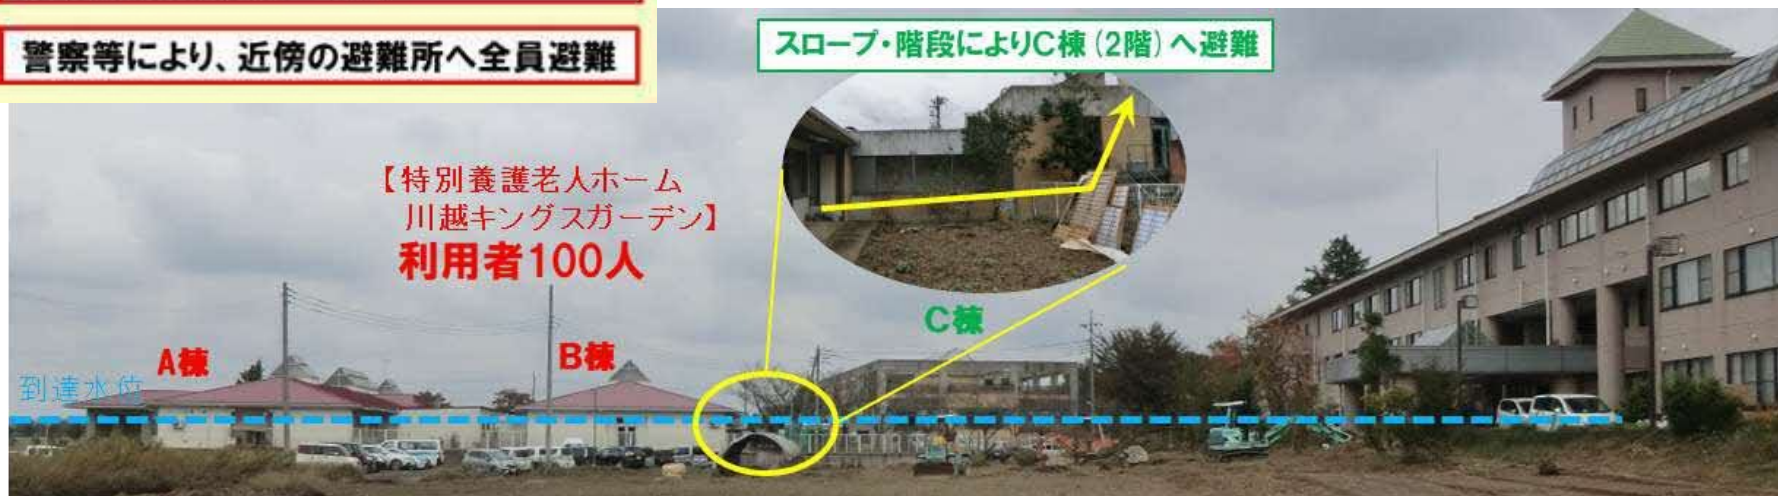 警察等により、近傍の避難所へ全員避難
スロープ・階段によりC棟(2階)へ避難
【特別養護老人ホーム
川越キングスガーデン】
利用者100人
C棟
A棟
B棟
到達水位